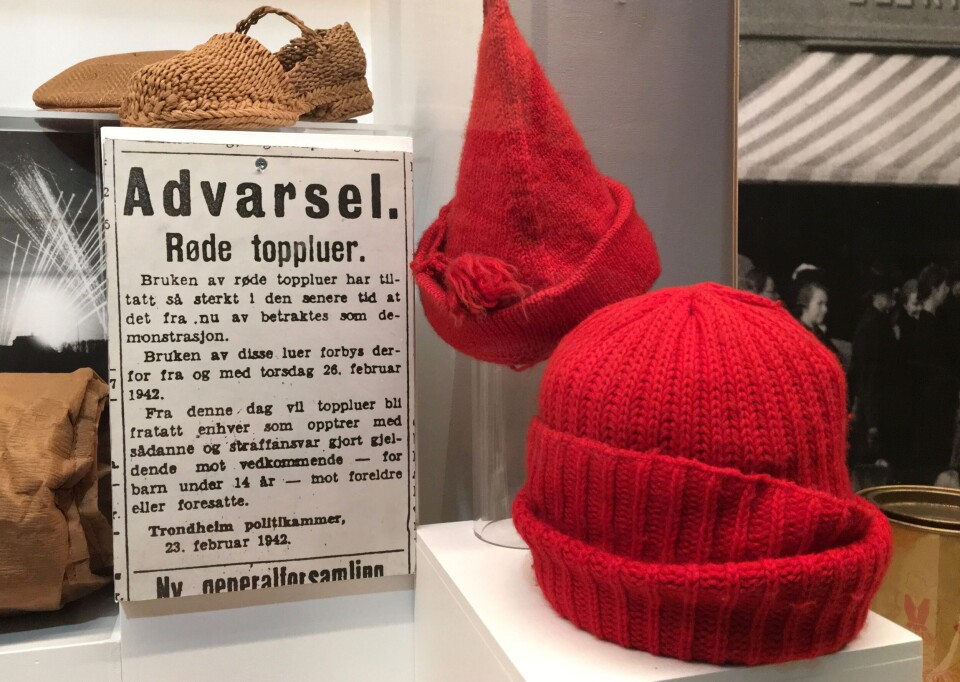 Advarsel.
Røde toppluer.
Bruken av røde toppluer har til-
tatt så sterkt i den senere tid at
det fra nu av betraktes som de-
monstrasjon.
Bruken av disse luer forbys der-
for fra og med torsdag 26. februar
1942.
Fra denne dag vil toppluer bli
fratatt enhver som opptrer med
sådanne og straffansvar gjort gjel-
dende mot vedkommende — for
barn under 14 år — mot foreldre
eller foresatte.
Trondheim politikammer,
23. februar 1942.
Ny generalforsamling